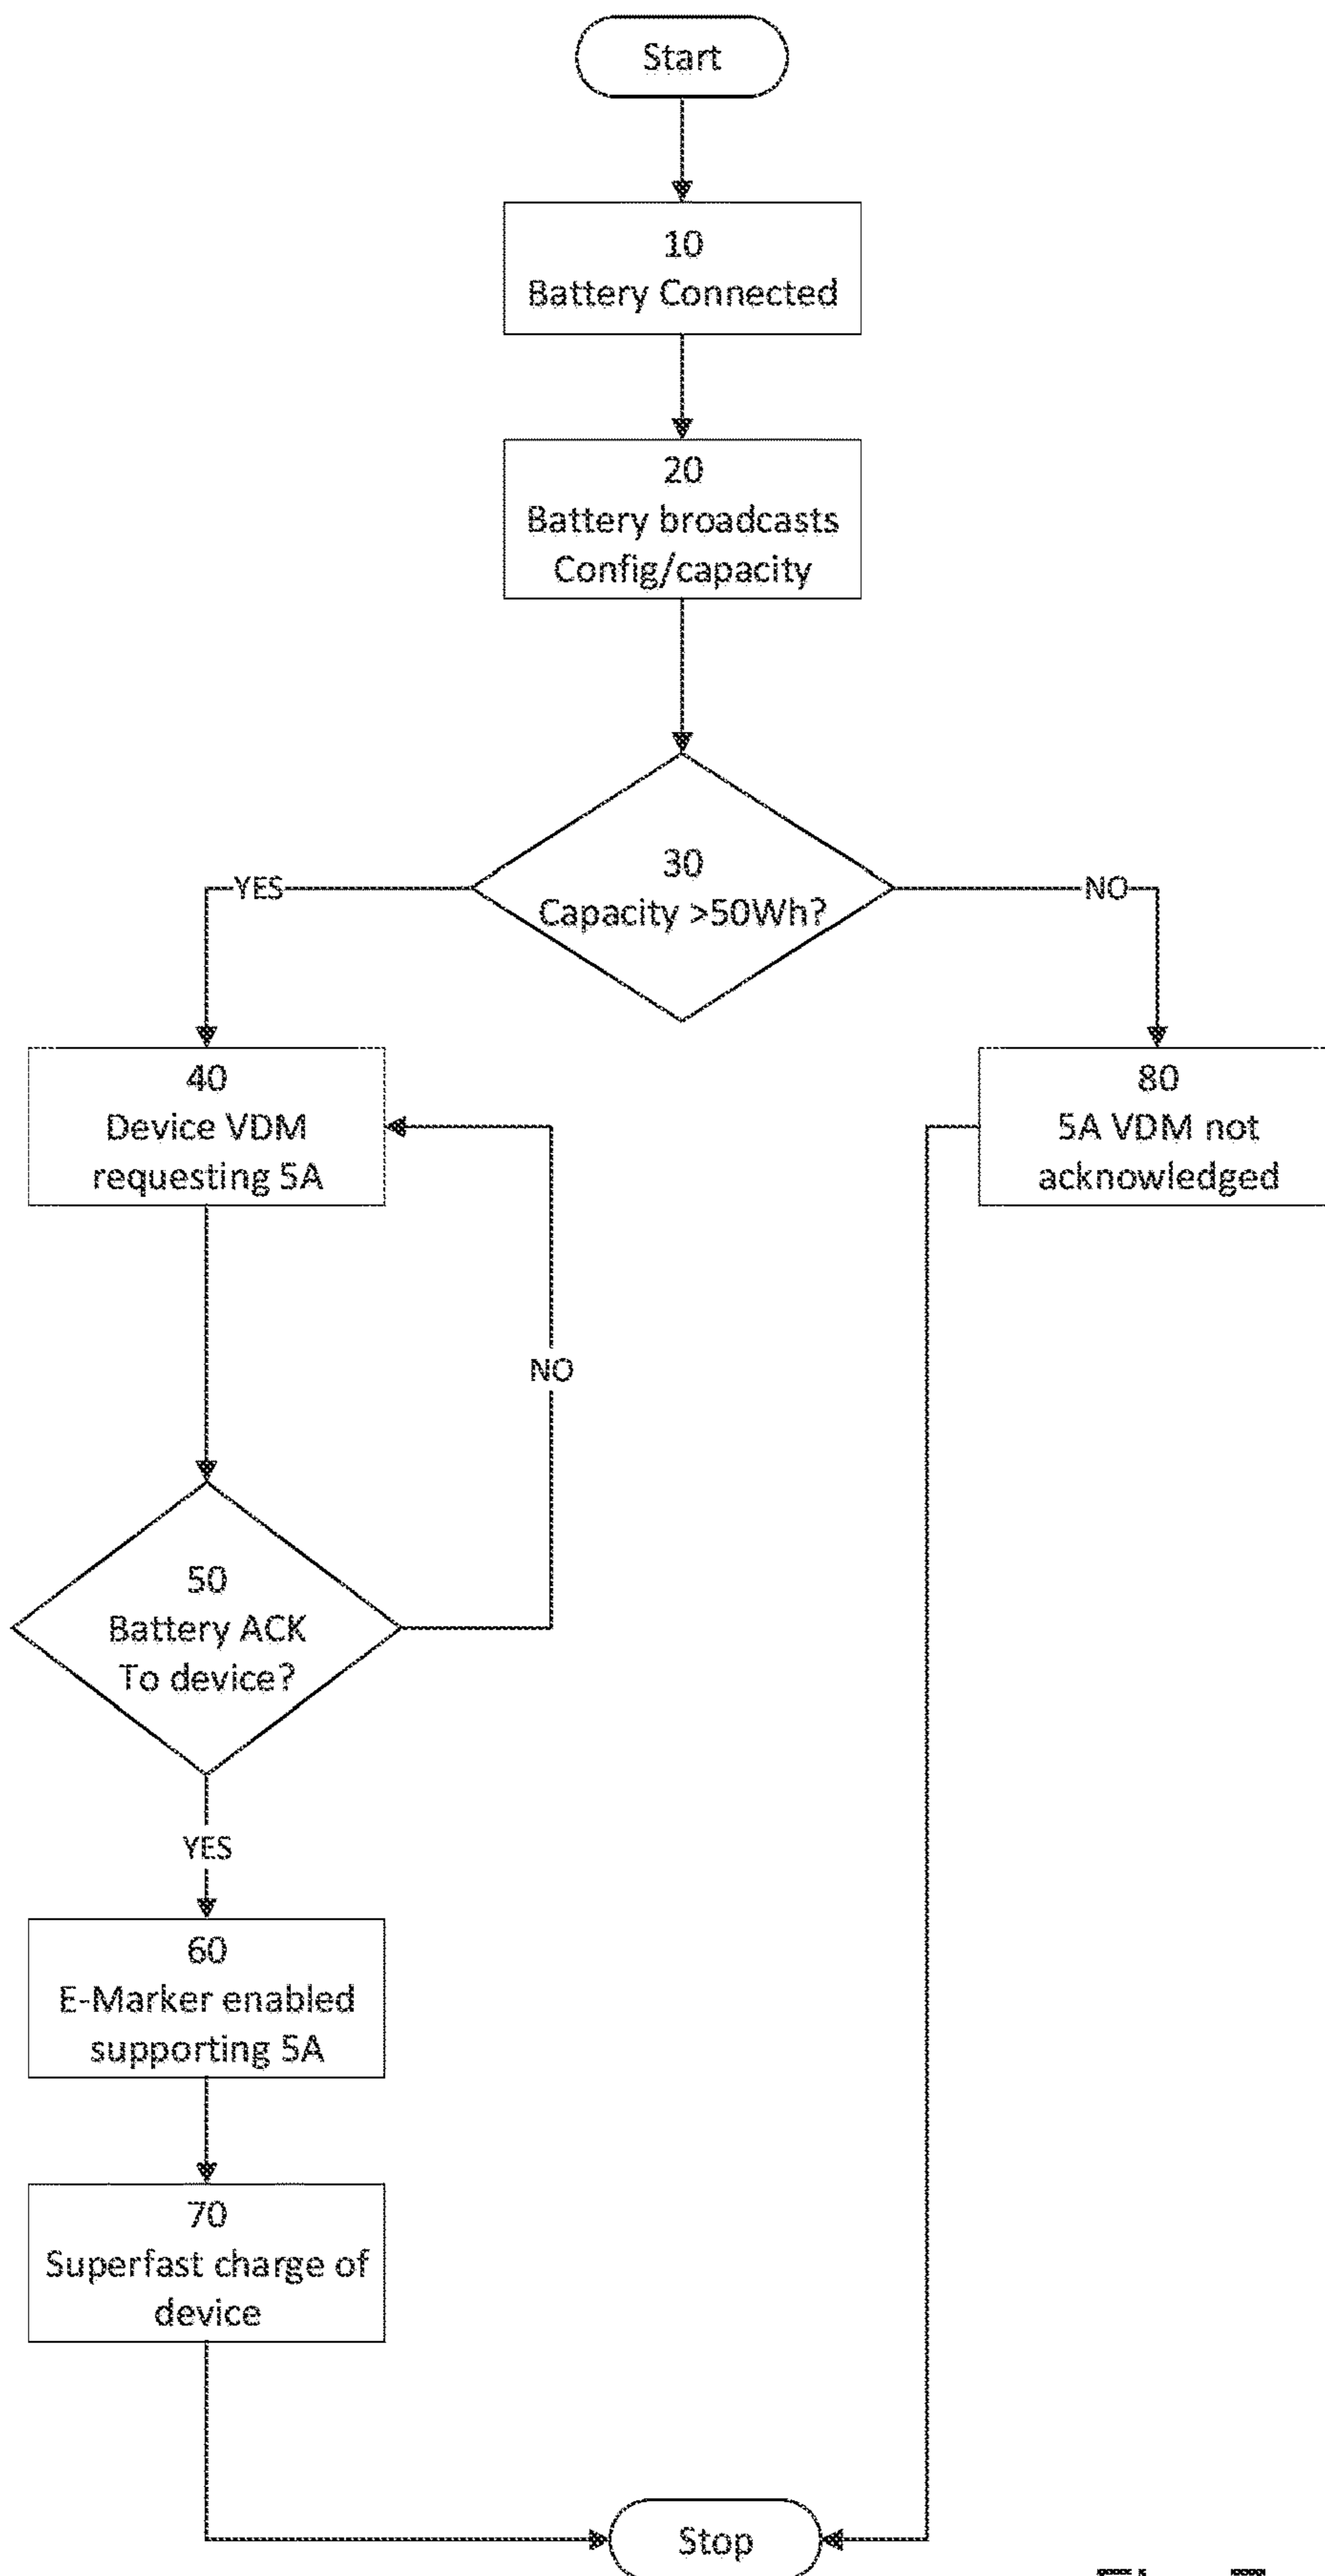 Start
10
Battery Connected
20
Battery broadcasts
Config/capacity
30
Capacity >50Wh?
YES
NO
40
Device VDM
requesting 5A
80
5A VDM not
acknowledged
NO
50
Battery ACK
To device?
YES
60
E-Marker enabled
supporting 5A
70
Superfast charge of
device
Stop